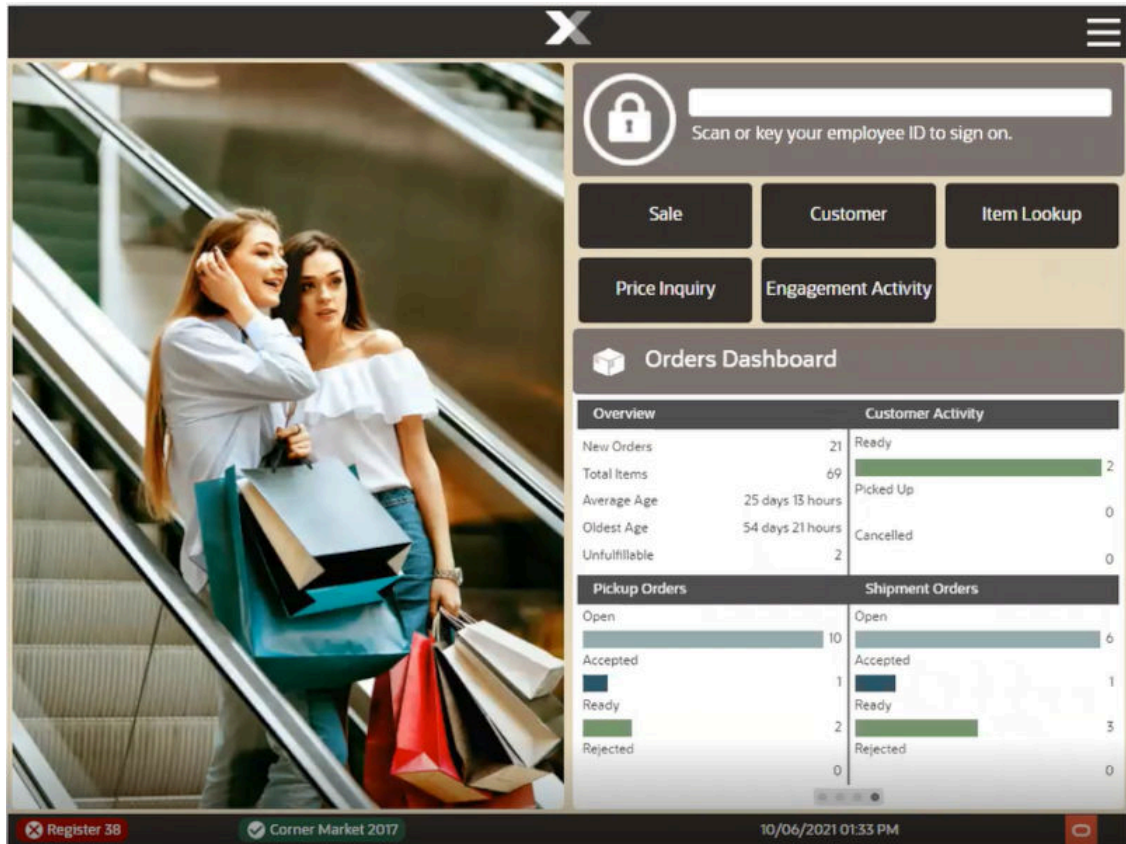 Scan or key your employee ID to sign on.
Sale
Customer
Item Lookup
Price Inquiry
Engagement Activity
Orders Dashboard
Overview
New Orders 21
Total Items 69
Average Age 25 days 13 hours
Oldest Age 54 days 21 hours
Unfulfillable 2
Customer Activity
Ready
2
Picked Up
0
Cancelled
0
Pickup Orders
Open
10
Accepted
1
Ready
2
Rejected
0
Shipment Orders
Open
6
Accepted
1
Ready
3
Rejected
0
Register 38
Corner Market 2017
10/06/2021 01:33 PM